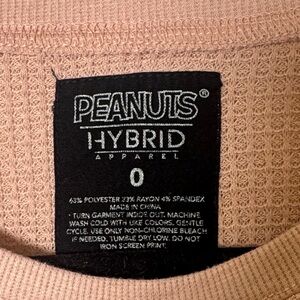 PEANUTS®
HYBRID
APPAREL
0
63% POLYESTER 33% RAYON 4% SPANDEX
MADE IN CHINA
TURN GARMENT INSIDE OUT. MACHINE
WASH COLD WITH LIKE COLORS, GENTLE
CYCLE. USE ONLY NON-CHLORINE BLEACH
IF NEEDED. TUMBLE DRY LOW. DO NOT
IRON SCREEN PRINT.